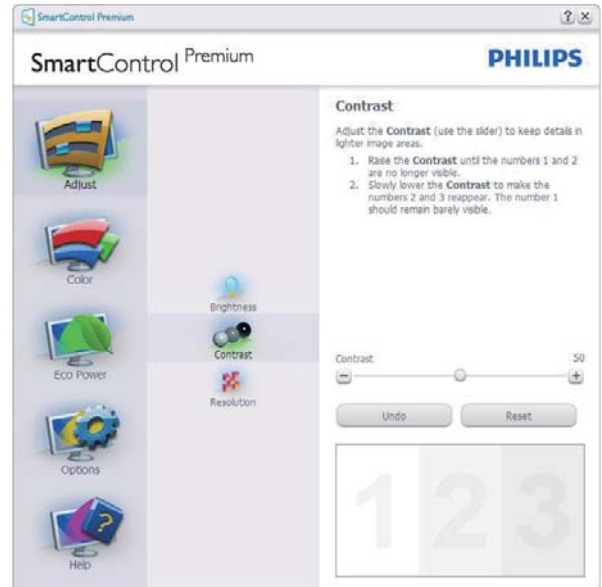 SmartControl Premium
SmartControl Premium
PHILIPS
Adjust
Color
Eco Power
Options
Help
Brightness
Contrast
Resolution
Contrast
Adjust the Contrast (use the slider) to keep details in
lighter image areas.
1. Raise the Contrast until the numbers 1 and 2
are no longer visible.
2. Slowly lower the Contrast to make the
numbers 2 and 3 reappear. The number 1
should remain barely visible.
Contrast 50
Undo Reset
1 2 3